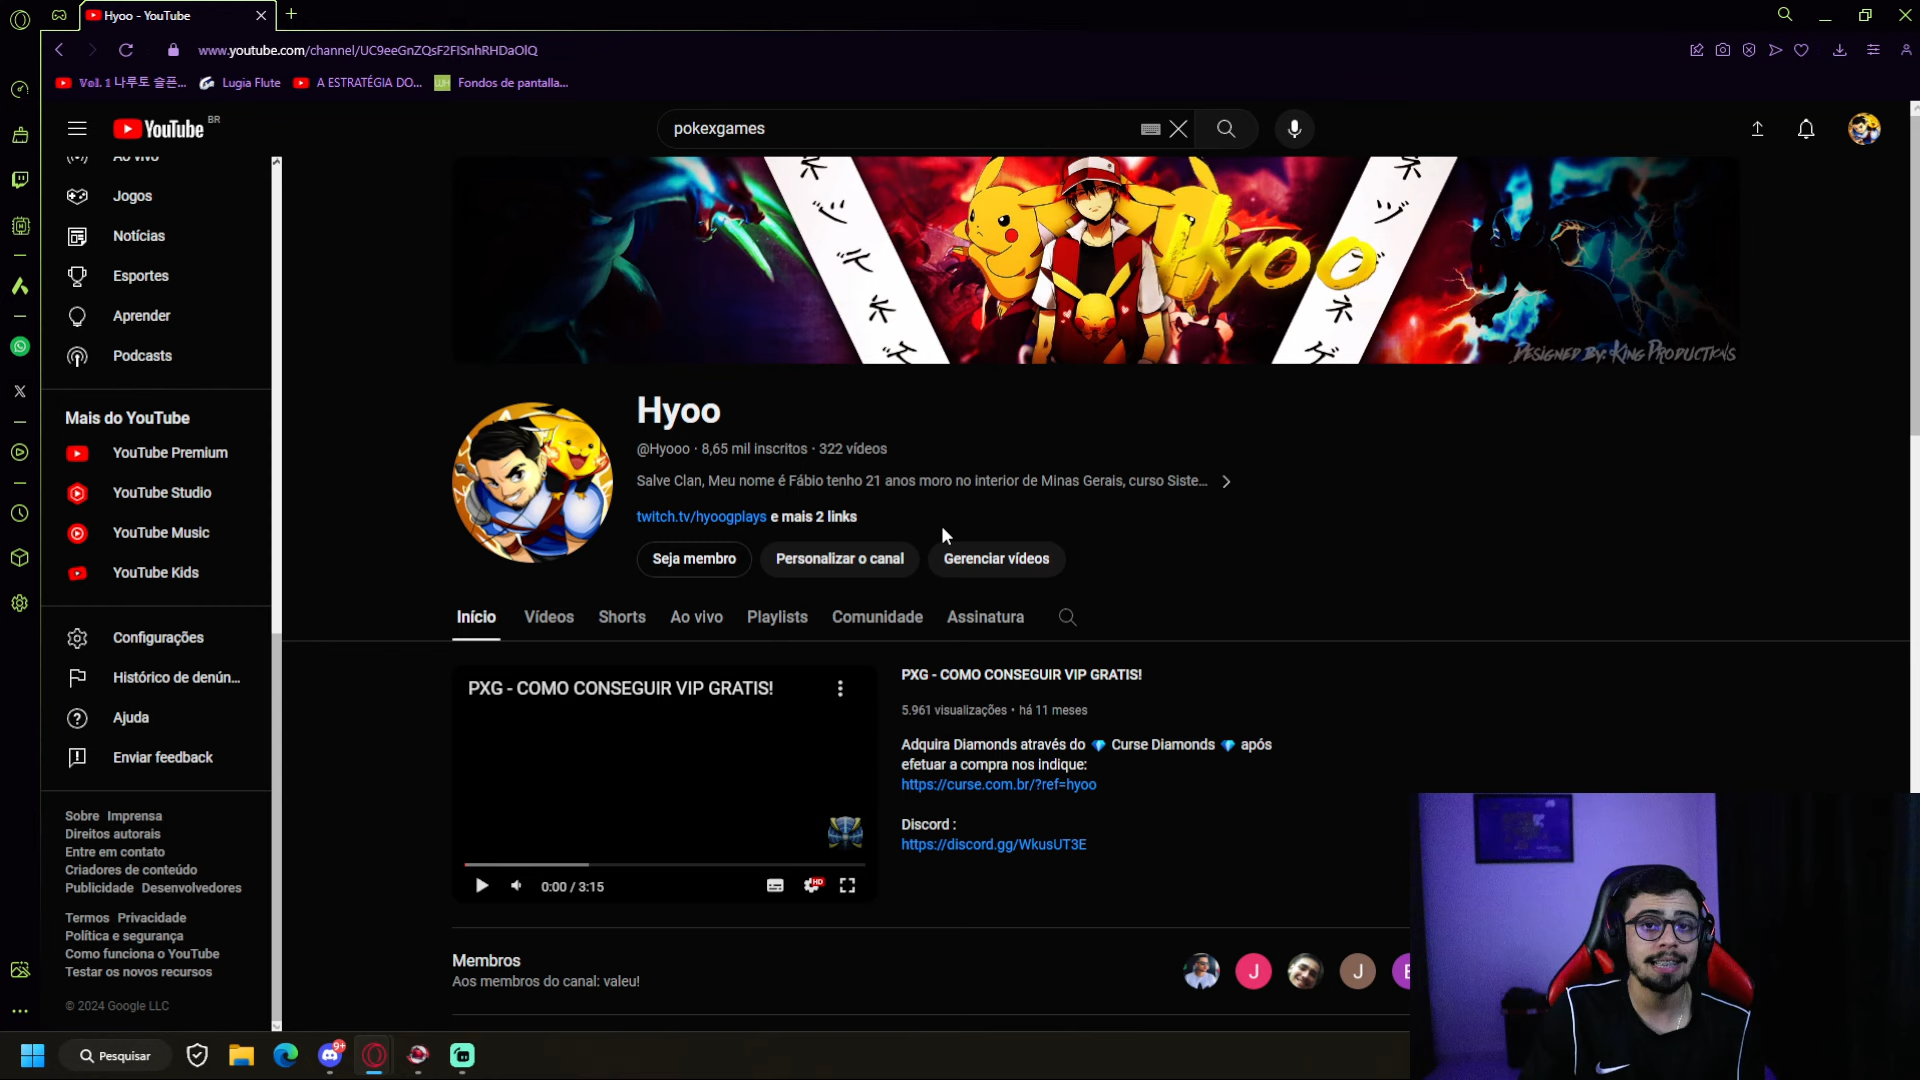 Hyoo - YouTube
www.youtube.com/channel/UC9eeGnZQsF2FISnhRHDaOlQ
Vol. 1 나루토 슬픈...
Lugia Flute
A ESTRATÉGIA DO...
WH
Fondos de pantalla...
YouTube BR
pokexgames
Ao vivo
Jogos
Notícias
Esportes
Aprender
Podcasts
Mais do YouTube
YouTube Premium
YouTube Studio
YouTube Music
YouTube Kids
Configurações
Histórico de denún...
Ajuda
Enviar feedback
Sobre Imprensa
Direitos autorais
Entre em contato
Criadores de conteúdo
Publicidade Desenvolvedores
Termos Privacidade
Política e segurança
Como funciona o YouTube
Testar os novos recursos
© 2024 Google LLC
Hyoo
Designed by: King Productions
Hyoo
@Hyooo · 8,65 mil inscritos · 322 vídeos
Salve Clan, Meu nome é Fábio tenho 21 anos moro no interior de Minas Gerais, curso Siste...
twitch.tv/hyoogplays e mais 2 links
Seja membro
Personalizar o canal
Gerenciar vídeos
Início
Vídeos
Shorts
Ao vivo
Playlists
Comunidade
Assinatura
PXG - COMO CONSEGUIR VIP GRATIS!
0:00 / 3:15
HD
PXG - COMO CONSEGUIR VIP GRATIS!
5.961 visualizações • há 11 meses
Adquira Diamonds através do 💎 Curse Diamonds 💎 após
efetuar a compra nos indique:
https://curse.com.br/?ref=hyoo
Discord :
https://discord.gg/WkusUT3E
Membros
Aos membros do canal: valeu!
J
J
Pesquisar
9+